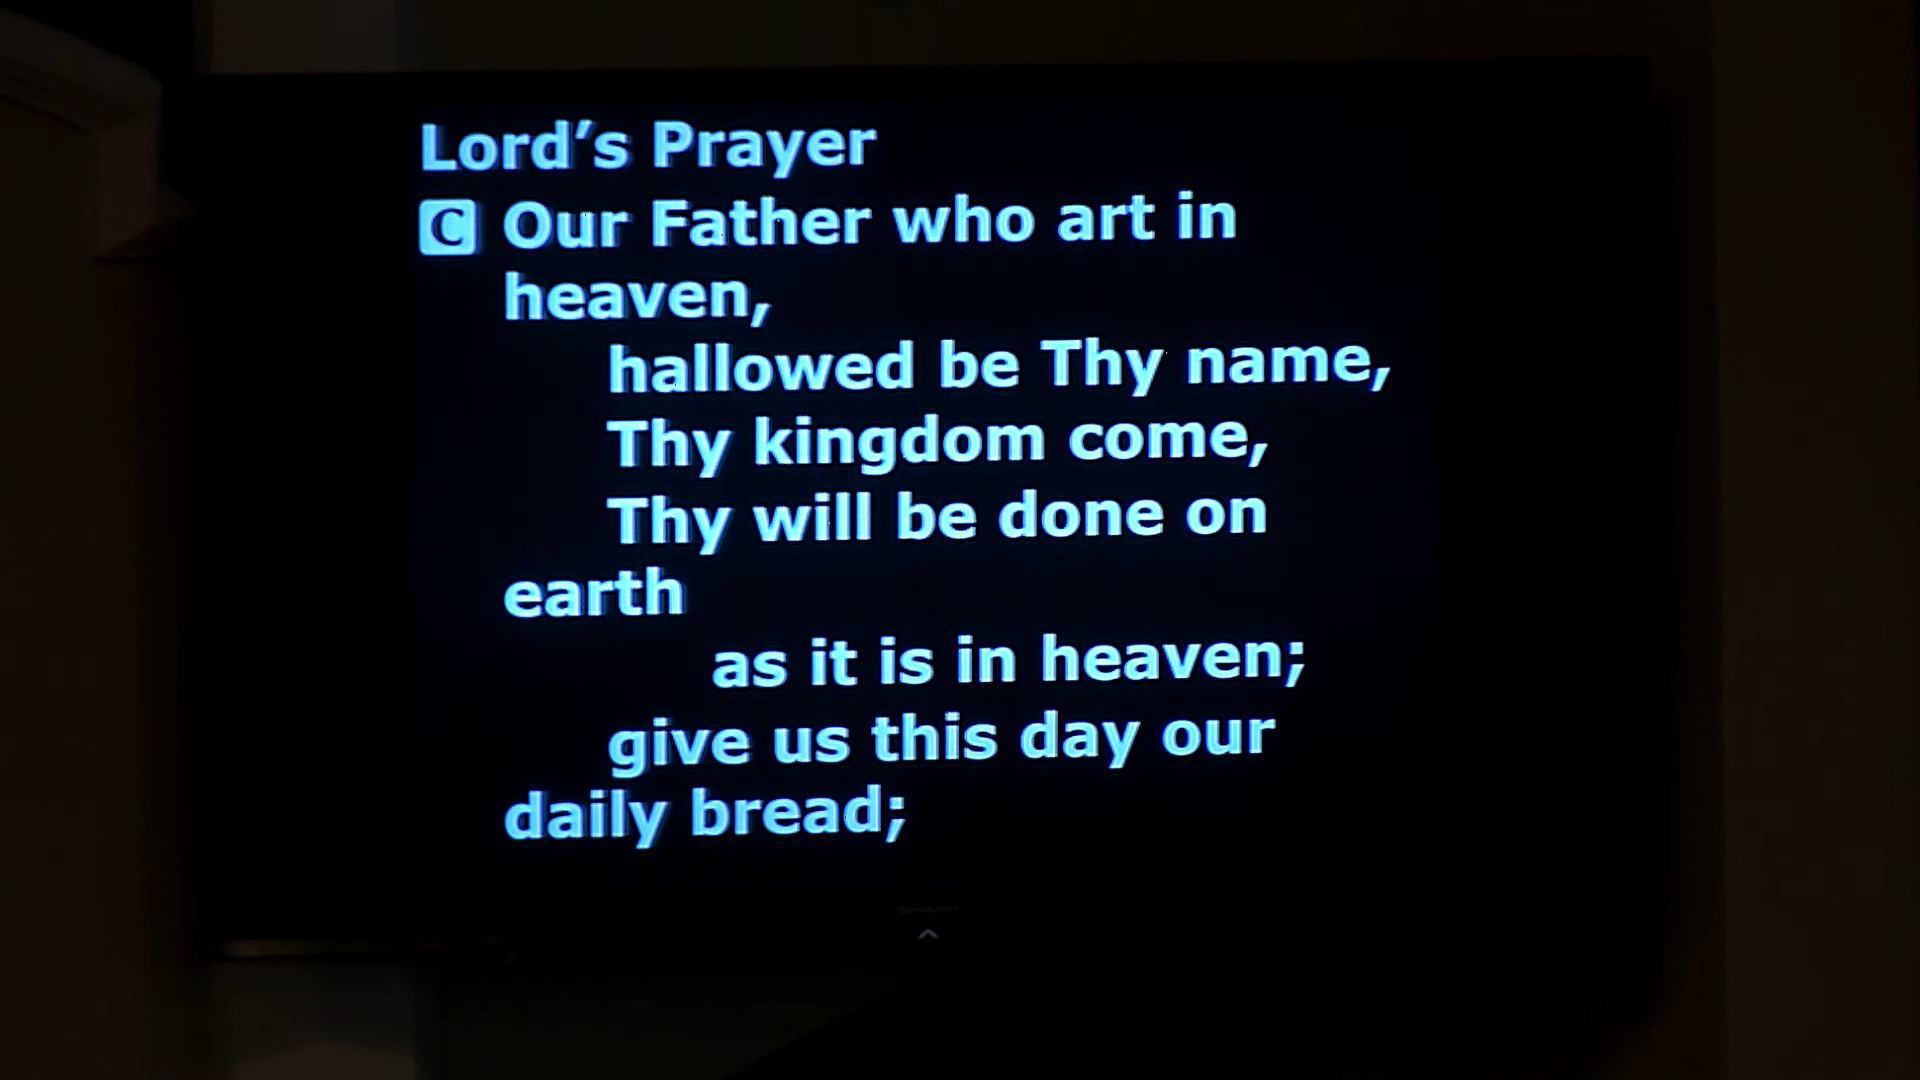 Lord’s Prayer
C Our Father who art in
heaven,
hallowed be Thy name,
Thy kingdom come,
Thy will be done on
earth
as it is in heaven;
give us this day our
daily bread;